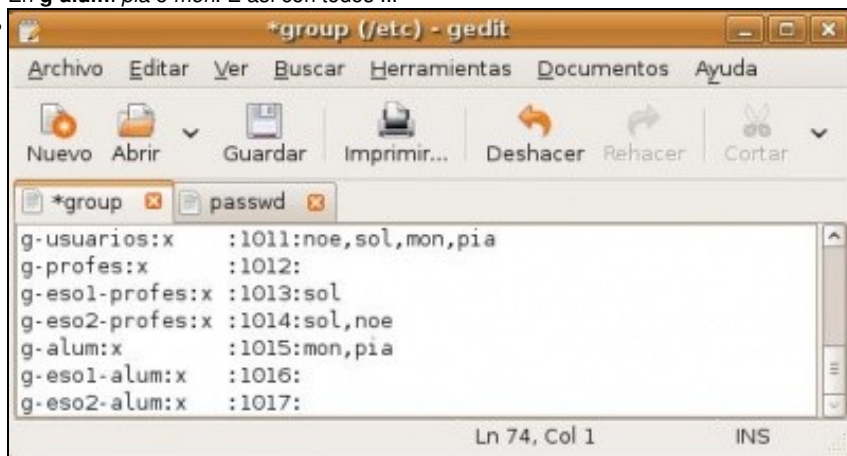 *group (/etc) - gedit
Archivo Editar Ver Buscar Herramientas Documentos Ayuda
Nuevo Abrir Guardar Imprimir... Deshacer Rehacer Cortar
*group passwd
g-usuarios:x :1011:noe,sol,mon,pia
g-profes:x :1012:
g-eso1-profes:x :1013:sol
g-eso2-profes:x :1014:sol,noe
g-alum:x :1015:mon,pia
g-eso1-alum:x :1016:
g-eso2-alum:x :1017:
Ln 74, Col 1 INS